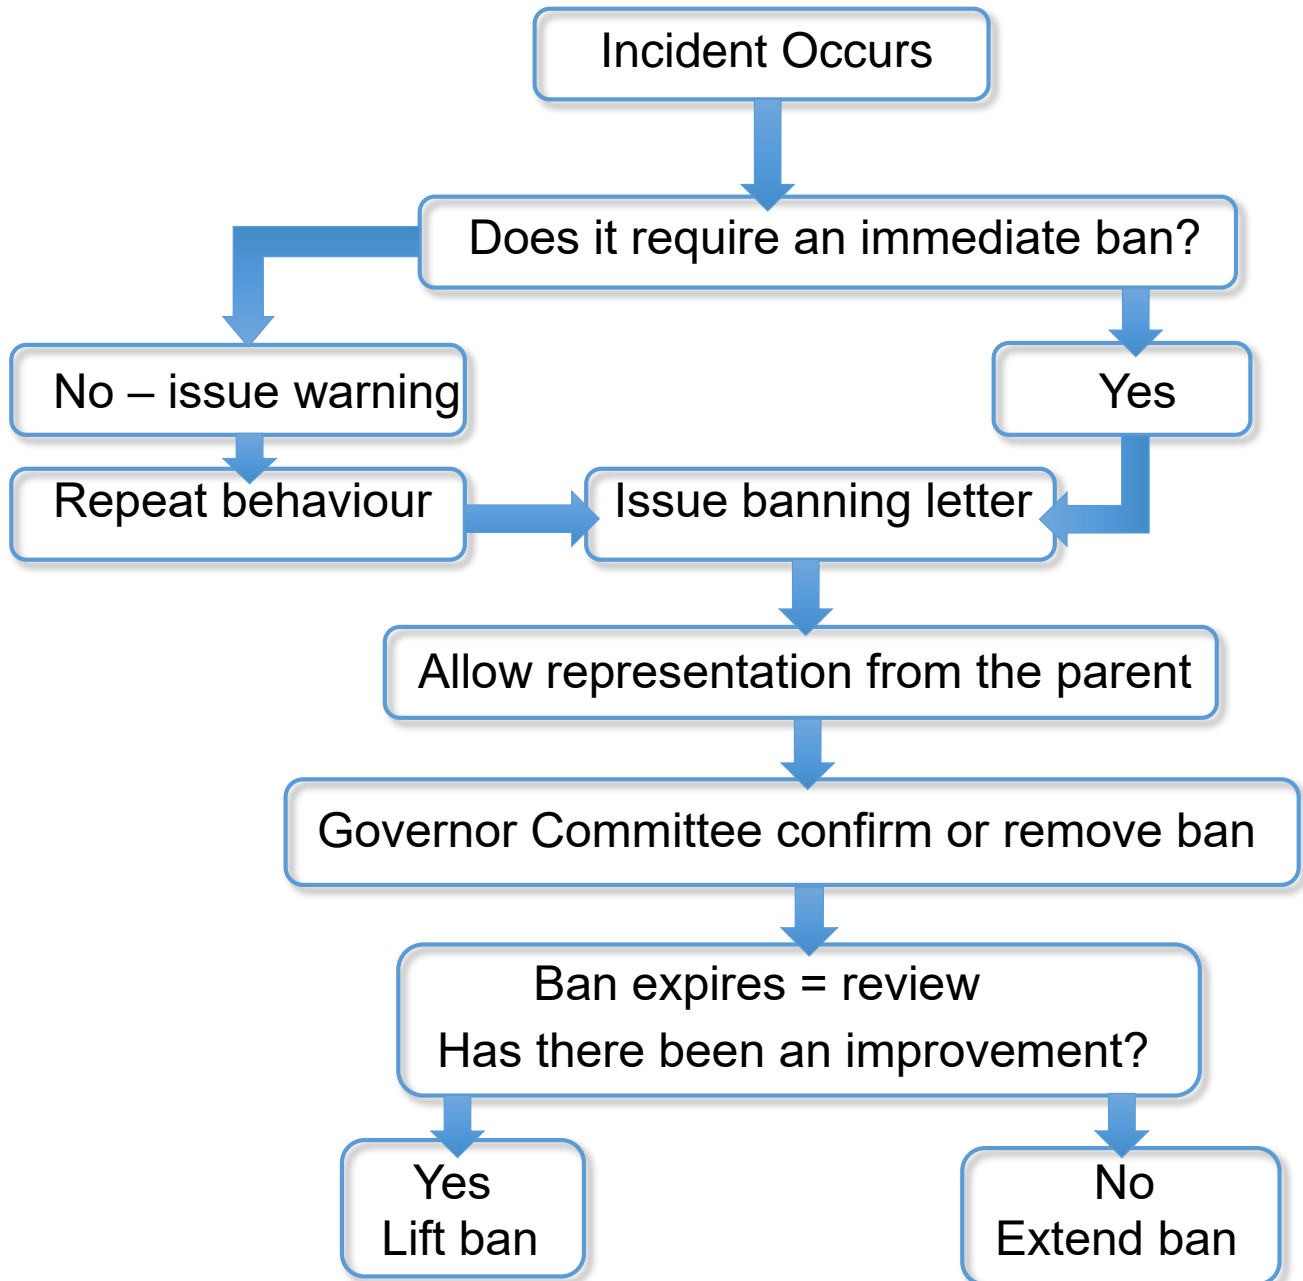 Incident Occurs
Does it require an immediate ban?
No – issue warning
Yes
Repeat behaviour
Issue banning letter
Allow representation from the parent
Governor Committee confirm or remove ban
Ban expires = review
Has there been an improvement?
Yes
Lift ban
No
Extend ban